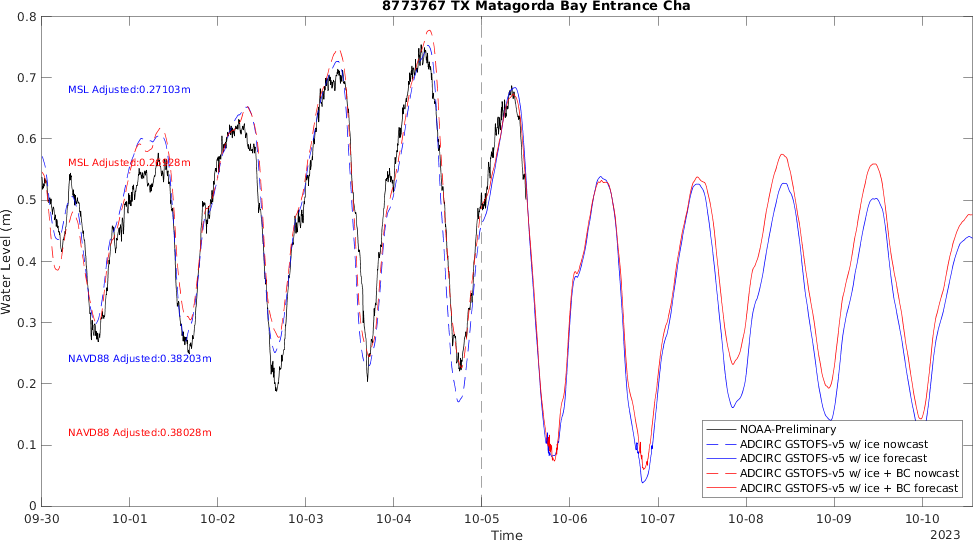 8773767 TX Matagorda Bay Entrance Cha
0.8
0.7
0.6
0.5
0.4
0.3
0.2
0.1
0
Water Level (m)
MSL Adjusted:0.27103m
MSL Adjusted:0.26928m
NAVD88 Adjusted:0.38203m
NAVD88 Adjusted:0.38028m
NOAA-Preliminary
ADCIRC GSTOFS-v5 w/ ice nowcast
ADCIRC GSTOFS-v5 w/ ice forecast
ADCIRC GSTOFS-v5 w/ ice + BC nowcast
ADCIRC GSTOFS-v5 w/ ice + BC forecast
09-30 10-01 10-02 10-03 10-04 10-05 10-06 10-07 10-08 10-09 10-10
2023
Time